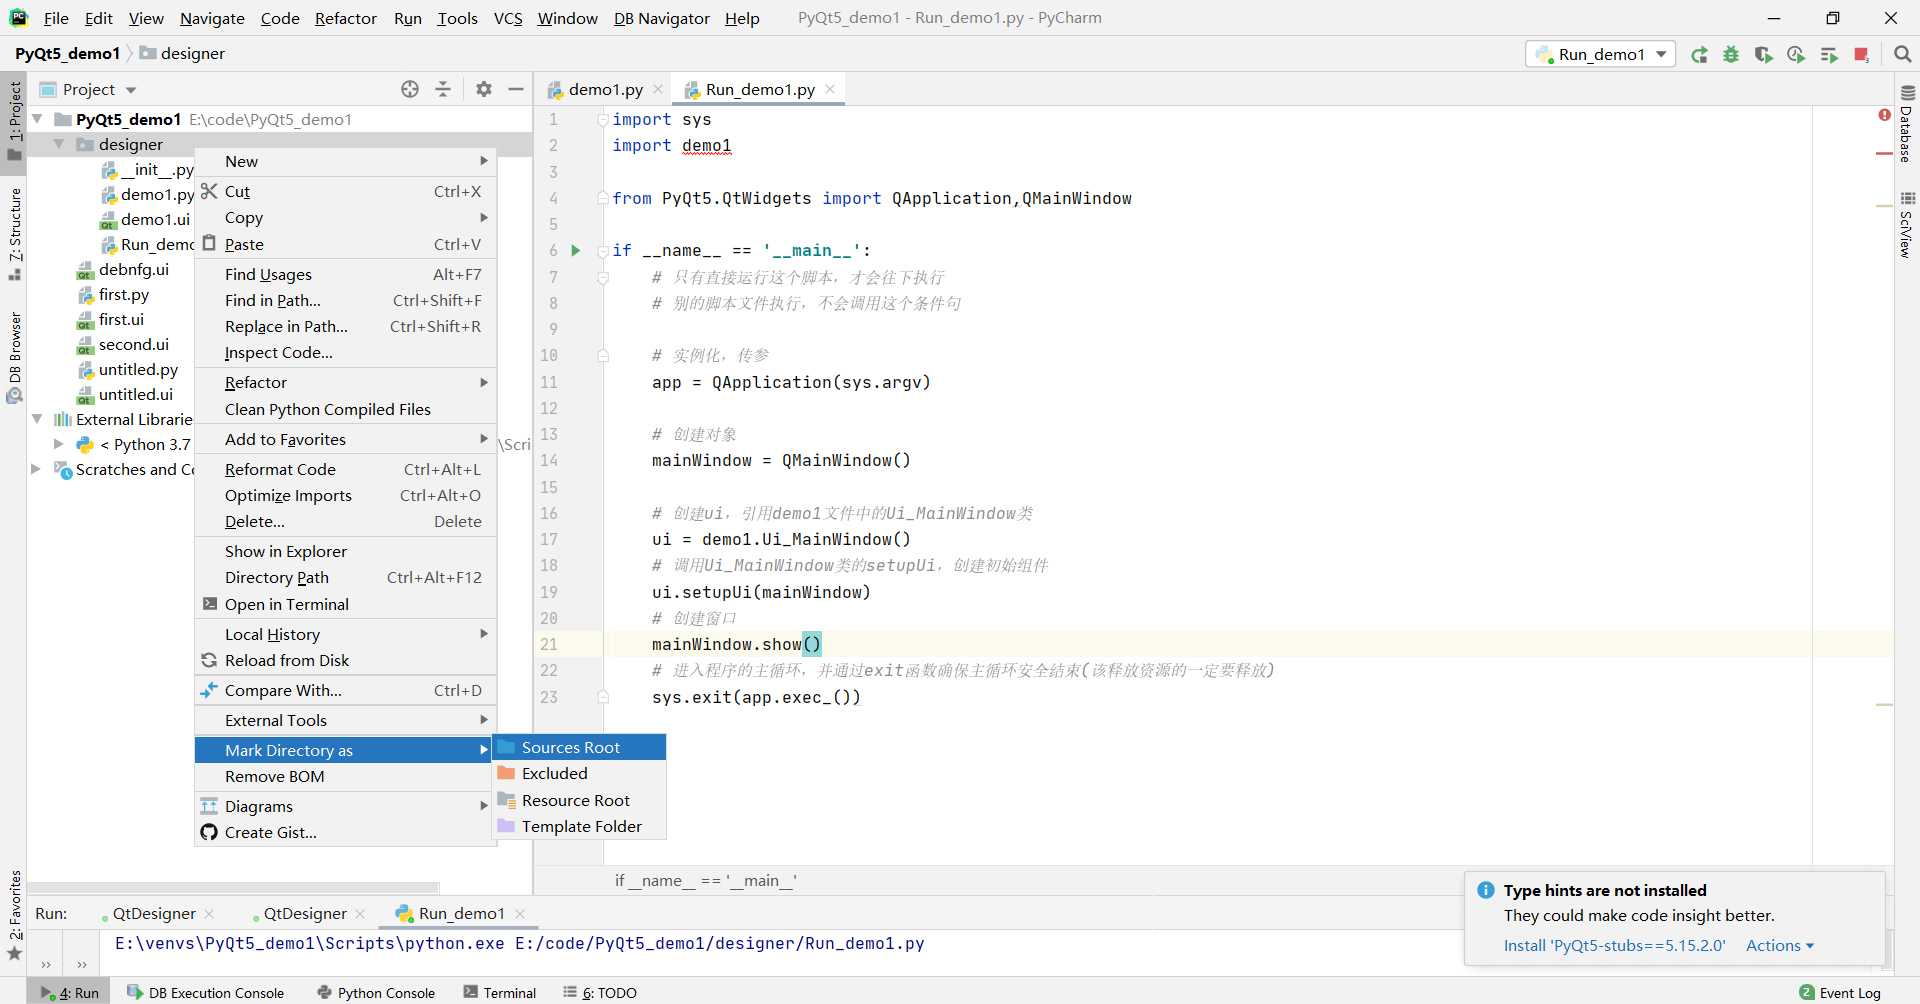 File Edit View Navigate Code Refactor Run Tools VCS Window DB Navigator Help PyQt5_demo1 - Run_demo1.py - PyCharm
PyQt5_demo1 designer Run_demo1
1: Project
7: Structure
DB Browser
2: Favorites
Project
PyQt5_demo1 E:\code\PyQt5_demo1
designer
__init__.py
demo1.py
demo1.ui
Run_demo
debnfg.ui
first.py
first.ui
second.ui
untitled.py
untitled.ui
External Librarie
< Python 3.7 \Scri
Scratches and Co
New
Cut Ctrl+X
Copy
Paste Ctrl+V
Find Usages Alt+F7
Find in Path... Ctrl+Shift+F
Replace in Path... Ctrl+Shift+R
Inspect Code...
Refactor
Clean Python Compiled Files
Add to Favorites
Reformat Code Ctrl+Alt+L
Optimize Imports Ctrl+Alt+O
Delete... Delete
Show in Explorer
Directory Path Ctrl+Alt+F12
Open in Terminal
Local History
Reload from Disk
Compare With... Ctrl+D
External Tools
Mark Directory as
Remove BOM
Diagrams
Create Gist...
Sources Root
Excluded
Resource Root
Template Folder
demo1.py Run_demo1.py
1 import sys
2 import demo1
3
4 from PyQt5.QtWidgets import QApplication,QMainWindow
5
6 if __name__ == '__main__':
7 # 只有直接运行这个脚本，才会往下执行
8 # 别的脚本文件执行，不会调用这个条件句
9
10 # 实例化，传参
11 app = QApplication(sys.argv)
12
13 # 创建对象
14 mainWindow = QMainWindow()
15
16 # 创建ui，引用demo1文件中的Ui_MainWindow类
17 ui = demo1.Ui_MainWindow()
18 # 调用Ui_MainWindow类的setupUi，创建初始组件
19 ui.setupUi(mainWindow)
20 # 创建窗口
21 mainWindow.show()
22 # 进入程序的主循环，并通过exit函数确保主循环安全结束(该释放资源的一定要释放)
23 sys.exit(app.exec_())
if __name__ == '__main__'
Database
SciView
Run: QtDesigner QtDesigner Run_demo1
E:\venvs\PyQt5_demo1\Scripts\python.exe E:/code/PyQt5_demo1/designer/Run_demo1.py
Type hints are not installed
They could make code insight better.
Install 'PyQt5-stubs==5.15.2.0' Actions
4: Run DB Execution Console Python Console Terminal 6: TODO 2 Event Log